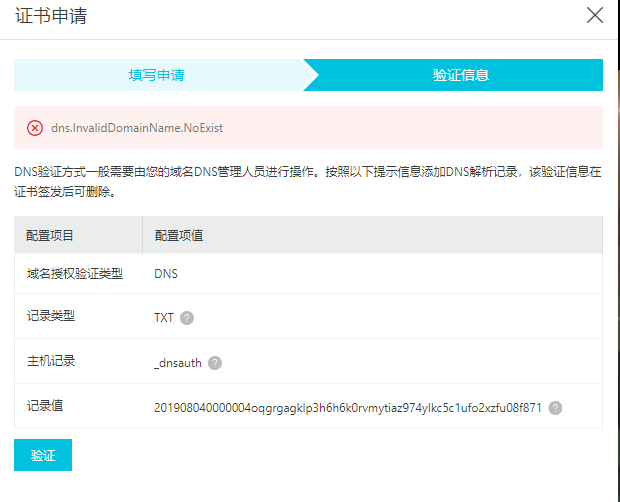 证书申请
填写申请
验证信息
dns.InvalidDomainName.NoExist
DNS验证方式一般需要由您的域名DNS管理人员进行操作。按照以下提示信息添加DNS解析记录，该验证信息在
证书签发后可删除。
配置项目 配置项值
域名授权验证类型 DNS
记录类型 TXT ?
主机记录 _dnsauth ?
记录值 201908040000004oqgrgagklp3h6h6k0rvmytiaz974ylkc5c1ufo2xzfu08f871 ?
验证